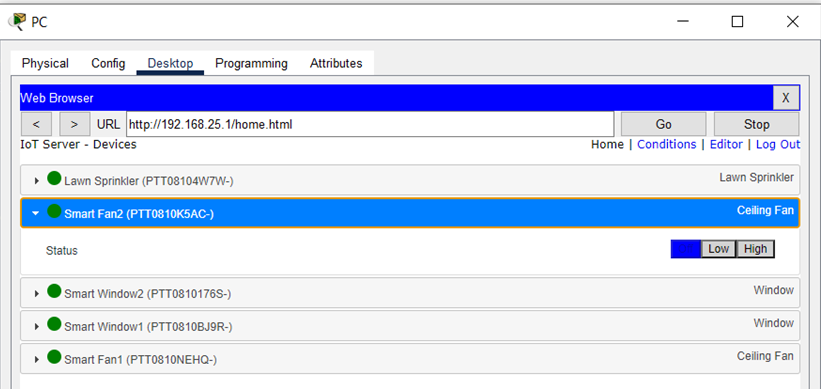 PC
Physical Config Desktop Programming Attributes
Web Browser X
< > URL http://192.168.25.1/home.html Go Stop
IoT Server - Devices Home | Conditions | Editor | Log Out
Lawn Sprinkler (PTT08104W7W-) Lawn Sprinkler
Smart Fan2 (PTT0810K5AC-) Ceiling Fan
Status Low High
Smart Window2 (PTT0810176S-) Window
Smart Window1 (PTT0810BJ9R-) Window
Smart Fan1 (PTT0810NEHQ-) Ceiling Fan